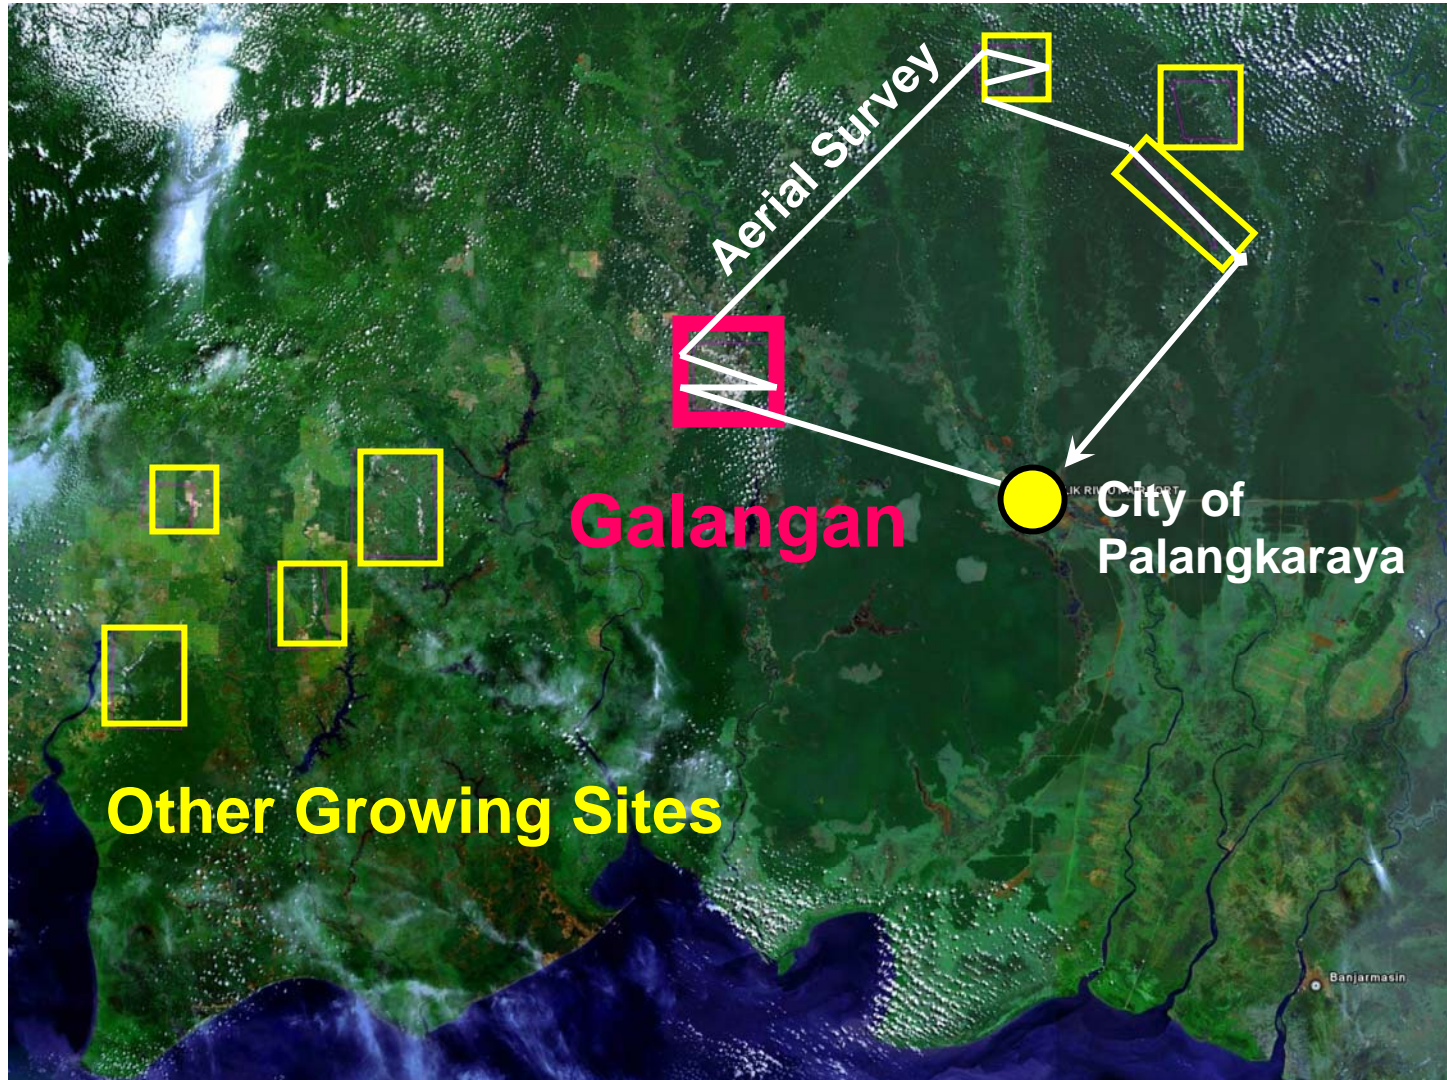 Aerial Survey
Galangan
City of
Palangkaraya
Other Growing Sites
Banjarmasin